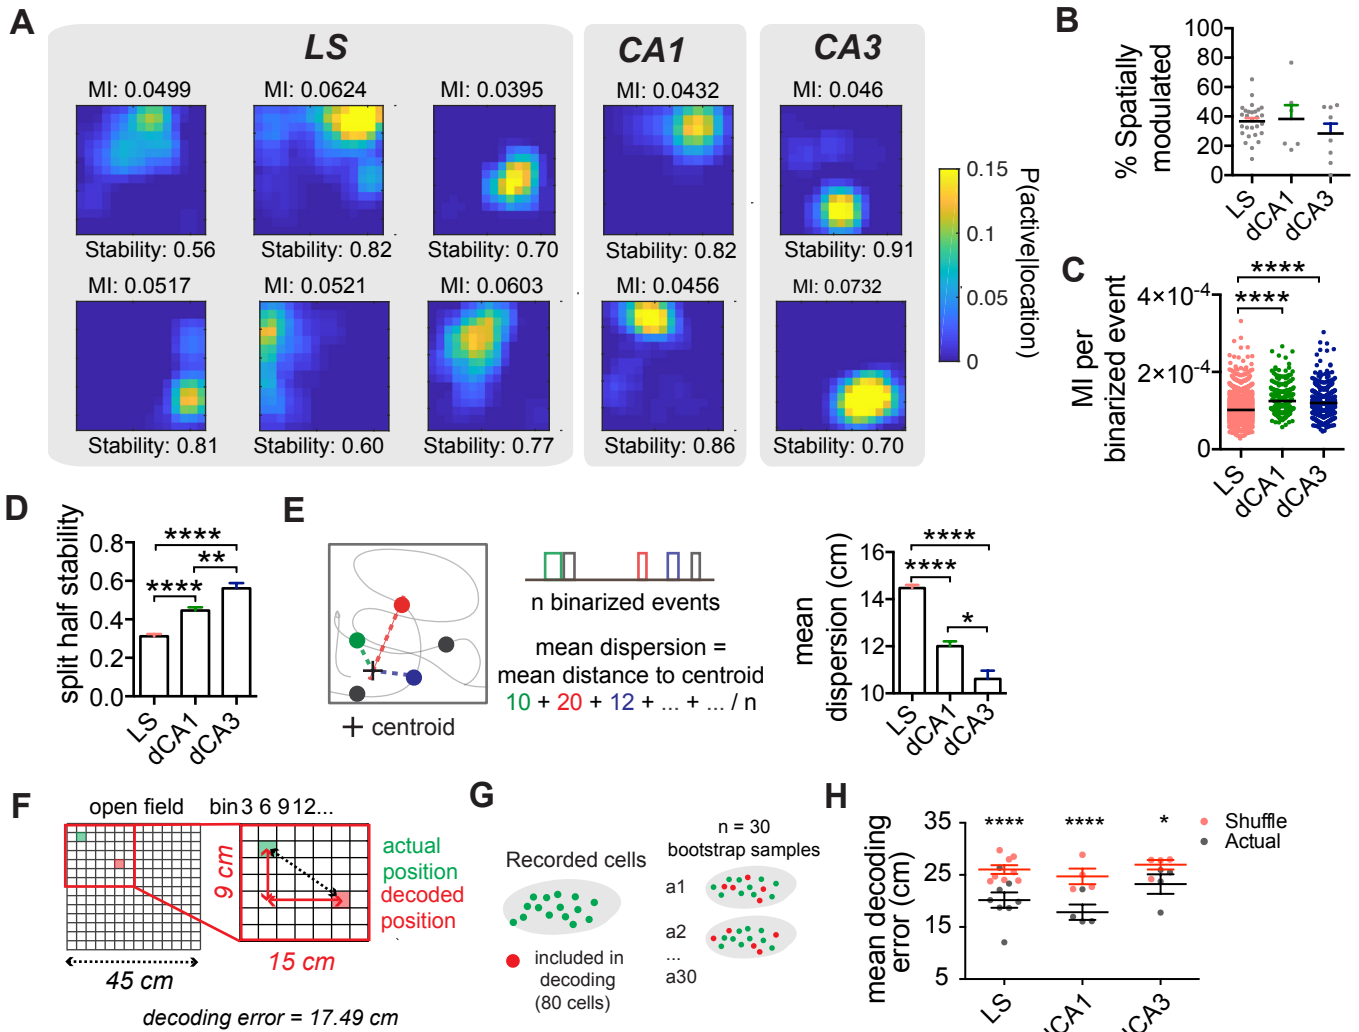 A
LS
CA1
CA3
MI: 0.0499
MI: 0.0624
MI: 0.0395
MI: 0.0432
MI: 0.046
Stability: 0.56
Stability: 0.82
Stability: 0.70
Stability: 0.82
Stability: 0.91
MI: 0.0517
MI: 0.0521
MI: 0.0603
MI: 0.0456
MI: 0.0732
Stability: 0.81
Stability: 0.60
Stability: 0.77
Stability: 0.86
Stability: 0.70
0.15
0.1
0.05
0
P(active|location)
B
% Spatially
modulated
100
80
60
40
20
0
LS
dCA1
dCA3
C
MI per
binarized event
4×10-4
2×10-4
0
****
****
LS
dCA1
dCA3
D
split half stability
0.8
0.6
0.4
0.2
0.0
****
**
****
LS
dCA1
dCA3
E
+ centroid
n binarized events
mean dispersion =
mean distance to centroid
10 + 20 + 12 + ... + ... / n
mean
dispersion (cm)
16
14
12
10
****
****
*
LS
dCA1
dCA3
F
open field
bin 3 6 9 12...
9 cm
15 cm
45 cm
actual
position
decoded
position
decoding error = 17.49 cm
G
Recorded cells
included in
decoding
(80 cells)
n = 30
bootstrap samples
a1
a2
...
a30
H
mean decoding
error (cm)
35
25
15
5
****
****
*
Shuffle
Actual
LS
dCA1
dCA3